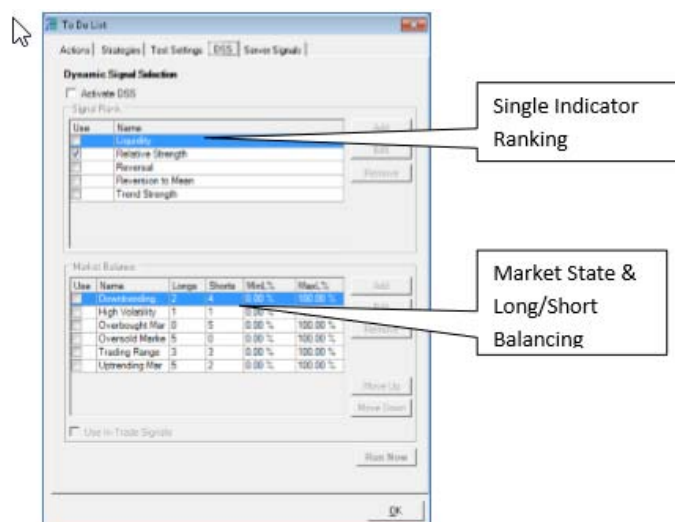 To Do List
Actions Strategies Test Settings DSS Server Signals
Dynamic Signal Selection
Activate DSS
Signal Rank
Use Name
Liquidity
Relative Strength
Reversal
Reversion to Mean
Trend Strength
Add
Edit
Remove
Single Indicator
Ranking
Market Balance
Use Name Longs Shorts MinL% MaxL%
Downtrending 2 4 0.00 % 100.00 %
High Volatility 1 1 0.00 %
Overbought Mar 0 5 0.00 % 100.00 %
Oversold Marke 5 0 0.00 % 100.00 %
Trading Range 3 3 0.00 % 100.00 %
Uptrending Mar 5 2 0.00 % 100.00 %
Add
Edit
Remove
Move Up
Move Down
Market State &
Long/Short
Balancing
Use In-Trade Signals
Run Now
OK